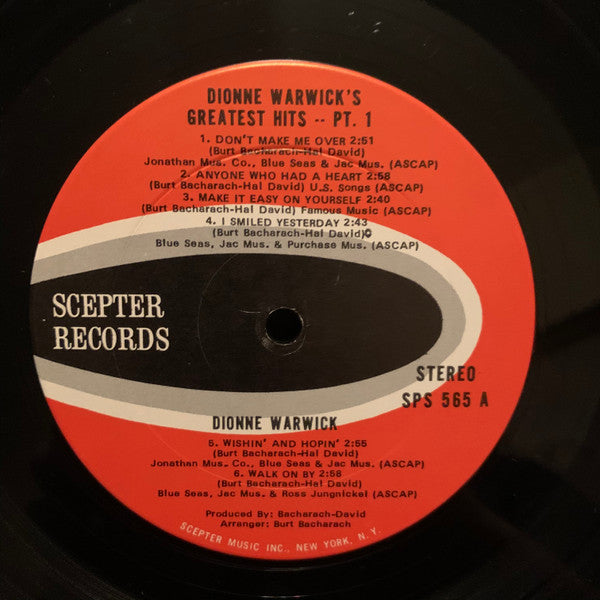 DIONNE WARWICK'S
GREATEST HITS -- PT. 1
1. DON'T MAKE ME OVER 2:51
(Burt Bacharach-Hal David)
Jonathan Mus. Co., Blue Seas & Jac Mus. (ASCAP)
2. ANYONE WHO HAD A HEART 2:58
(Burt Bacharach-Hal David) U.S. Songs (ASCAP)
3. MAKE IT EASY ON YOURSELF 2:40
(Burt Bacharach-Hal David) Famous Music (ASCAP)
4. I SMILED YESTERDAY 2:43
(Burt Bacharach-Hal David)
Blue Seas, Jac Mus. & Purchase Mus. (ASCAP)
SCEPTER
RECORDS
STEREO
SPS 565 A
DIONNE WARWICK
5. WISHIN' AND HOPIN' 2:55
(Burt Bacharach-Hal David)
Jonathan Mus. Co., Blue Seas & Jac Mus. (ASCAP)
6. WALK ON BY 2:58
(Burt Bacharach-Hal David)
Blue Seas, Jac Mus. & Ross Jungnickel (ASCAP)
Produced By: Bacharach-David
Arranger: Burt Bacharach
SCEPTER MUSIC INC., NEW YORK, N.Y.